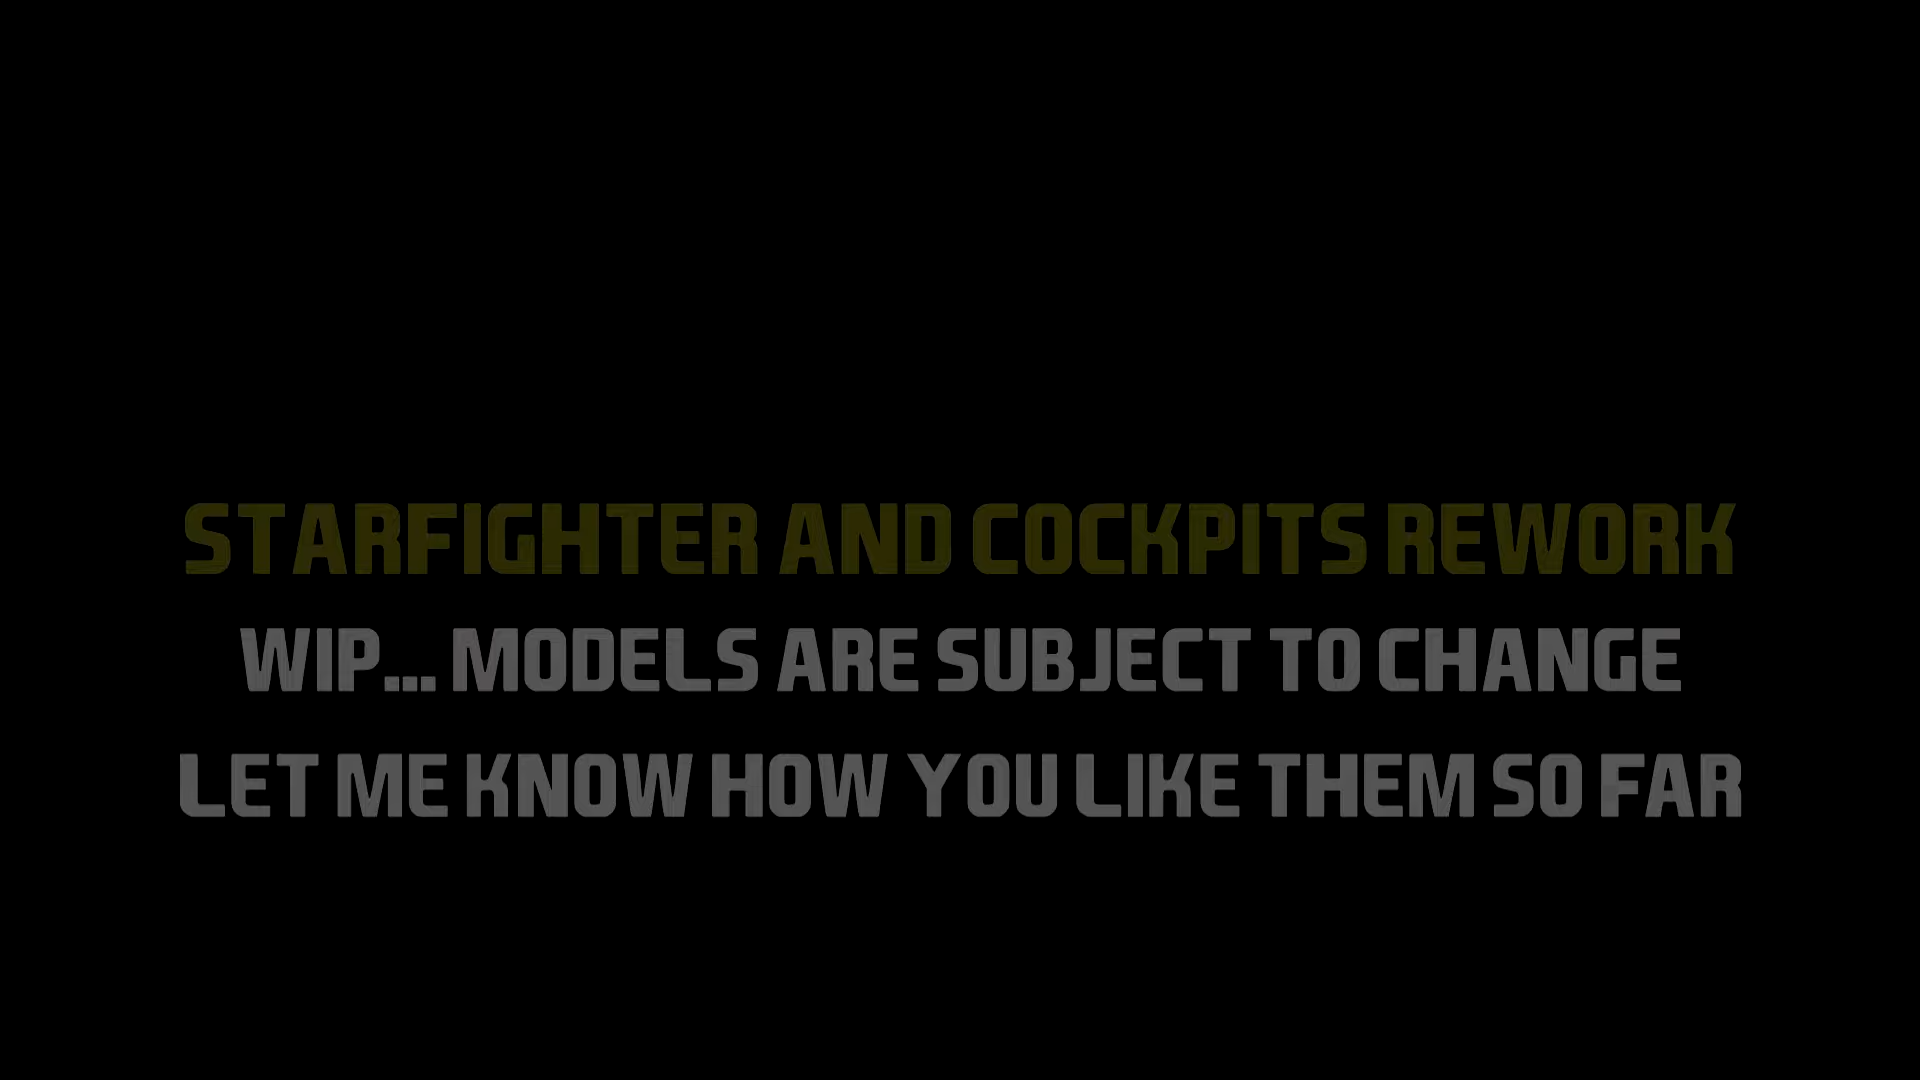 STARFIGHTER AND COCKPITS REWORK
WIP... MODELS ARE SUBJECT TO CHANGE
LET ME KNOW HOW YOU LIKE THEM SO FAR